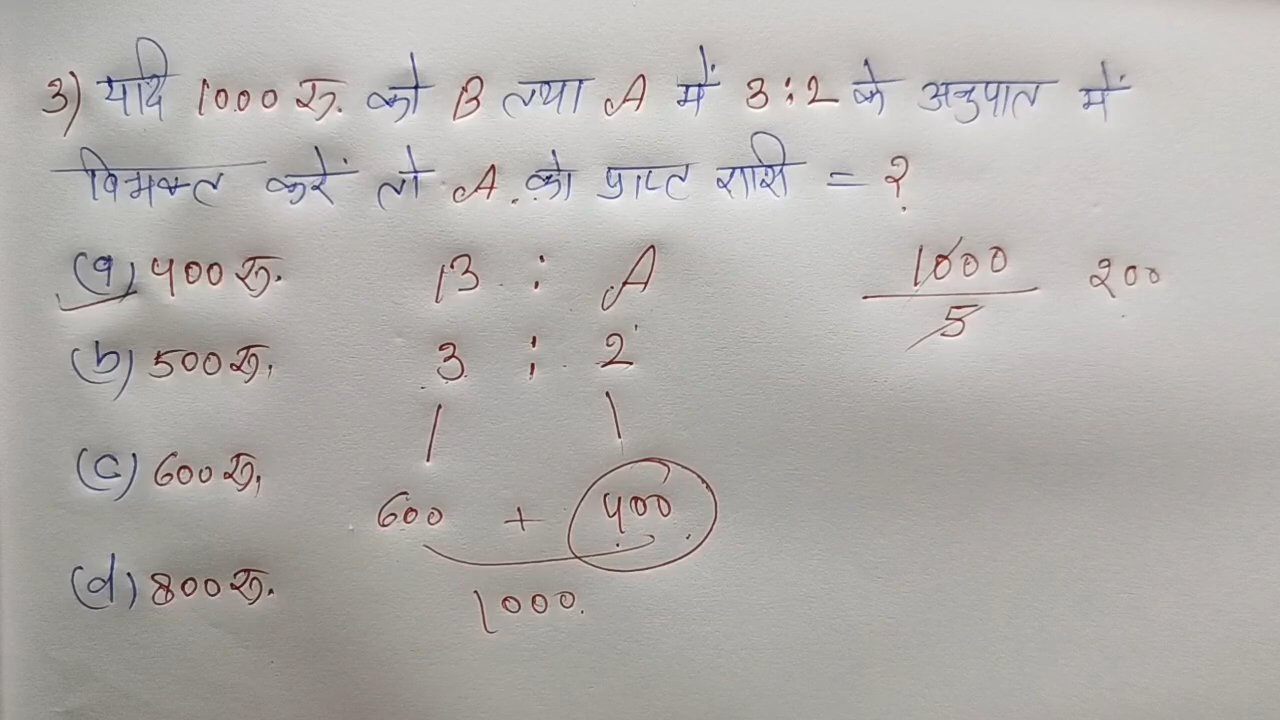 3) यदि 1000 रु. को B तथा A में 3:2 के अनुपात में
विभक्त करें तो A को प्राप्त राशि = ?
(a) 400 रु.
(b) 500 रु.
(c) 600 रु.
(d) 800 रु.
B : A
3 : 2
600 + 400
1000.
1000
5
200